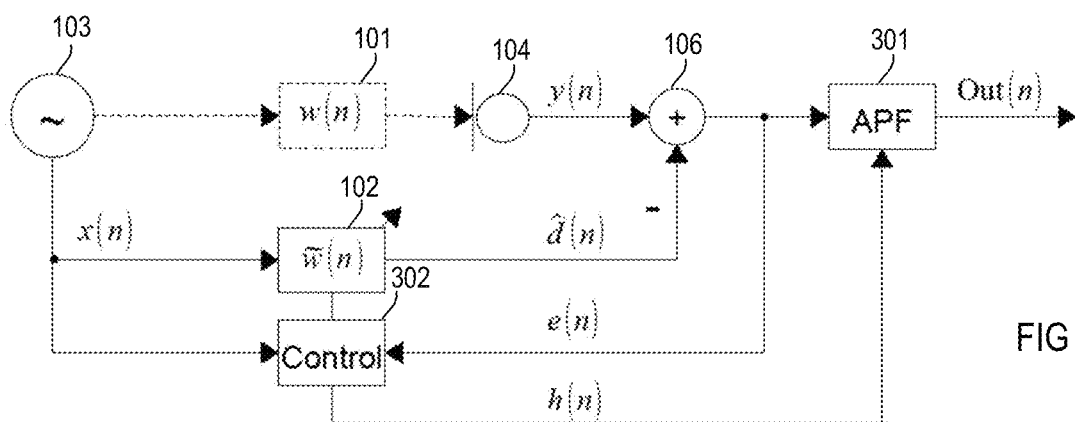 103
101
104
106
301
~
w(n)
y(n)
+
APF
Out(n)
102
x(n)
w̃(n)
d̂(n)
-
302
Control
e(n)
h(n)
FIG